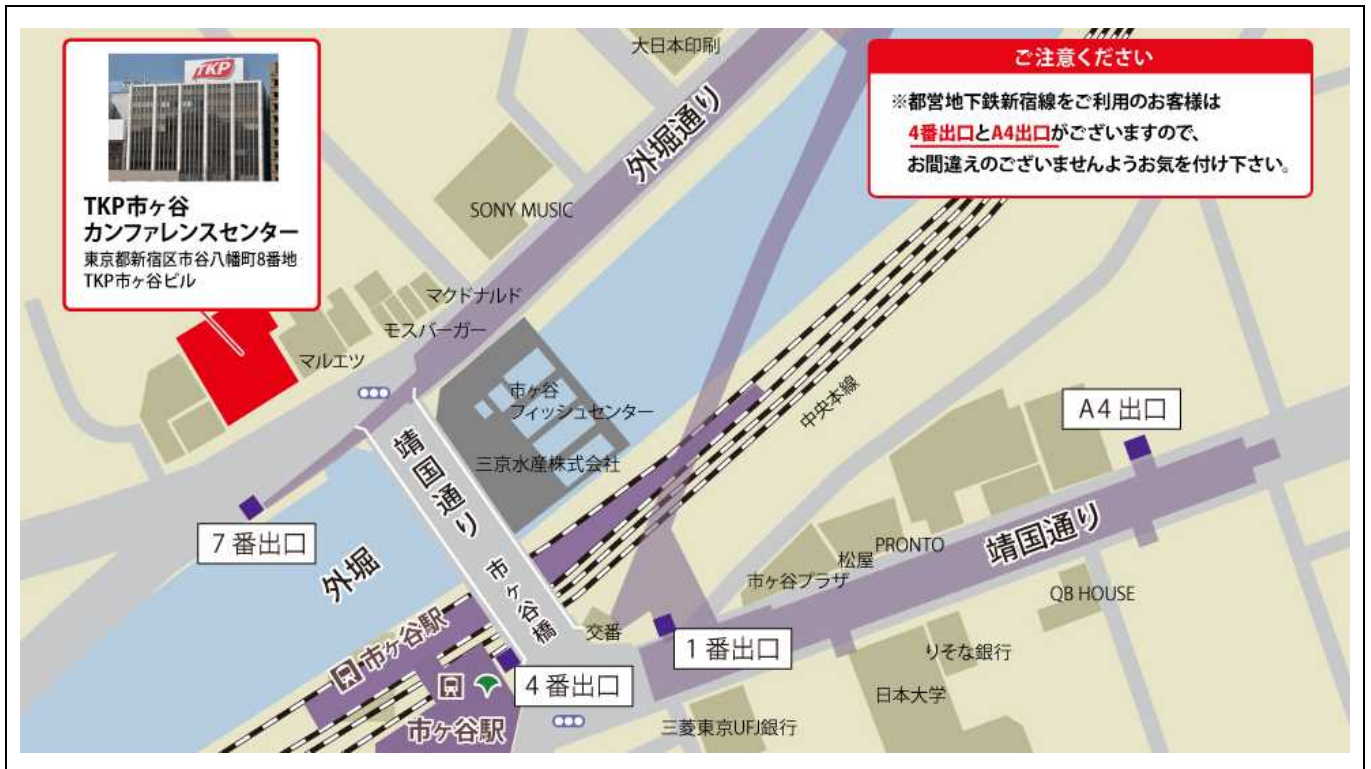 TKP
TKP市ヶ谷
カンファレンスセンター
東京都新宿区市谷八幡町8番地
TKP市ヶ谷ビル
大日本印刷
ご注意ください
※都営地下鉄新宿線をご利用のお客様は
4番出口とA4出口がございますので、
お間違えのございませんようお気を付け下さい。
外堀通り
SONY MUSIC
マクドナルド
モスバーガー
マルエツ
市ヶ谷
フィッシュセンター
三京水産株式会社
中央本線
A4出口
靖国通り
7番出口
外堀
市ヶ谷橋
靖国通り
PRONTO
松屋
市ヶ谷プラザ
QB HOUSE
交番
1番出口
りそな銀行
市ヶ谷駅
4番出口
日本大学
市ヶ谷駅
三菱東京UFJ銀行